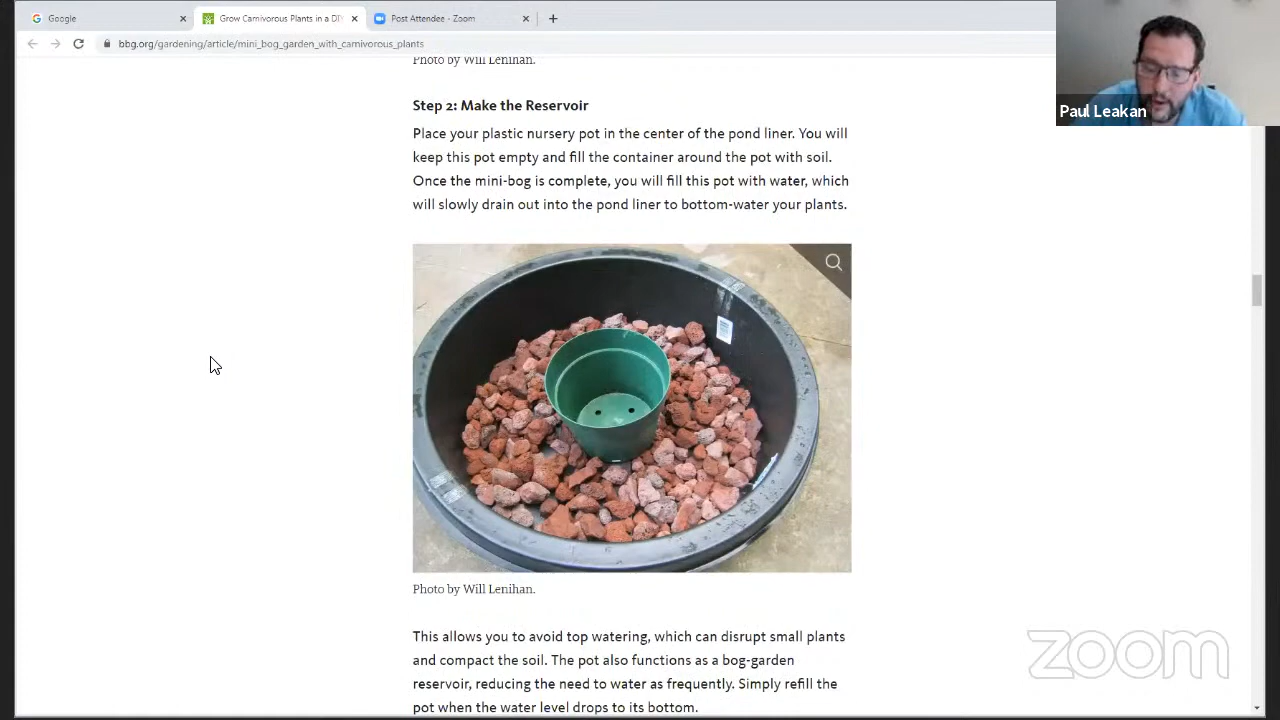 Google
Grow Carnivorous Plants in a DI
Post Attendee - Zoom
bbg.org/gardening/article/mini_bog_garden_with_carnivorous_plants
Paul Leakan
Photo by Will Lenihan.
Step 2: Make the Reservoir
Place your plastic nursery pot in the center of the pond liner. You will
keep this pot empty and fill the container around the pot with soil.
Once the mini-bog is complete, you will fill this pot with water, which
will slowly drain out into the pond liner to bottom-water your plants.
Photo by Will Lenihan.
This allows you to avoid top watering, which can disrupt small plants
and compact the soil. The pot also functions as a bog-garden
reservoir, reducing the need to water as frequently. Simply refill the
pot when the water level drops to its bottom.
zoom